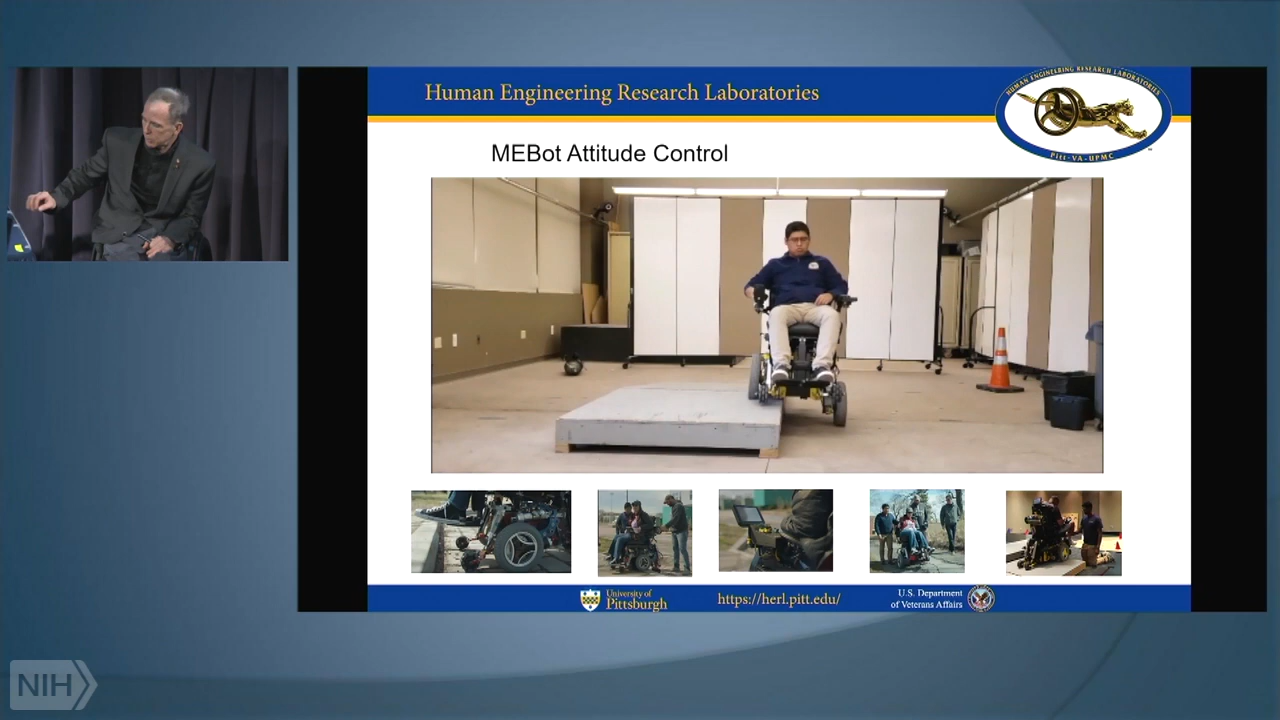 Human Engineering Research Laboratories
HUMAN ENGINEERING RESEARCH LABORATORIES
Pitt-VA-UPMC
MEBot Attitude Control
University of
Pittsburgh
https://herl.pitt.edu/
U.S. Department
of Veterans Affairs
NIH